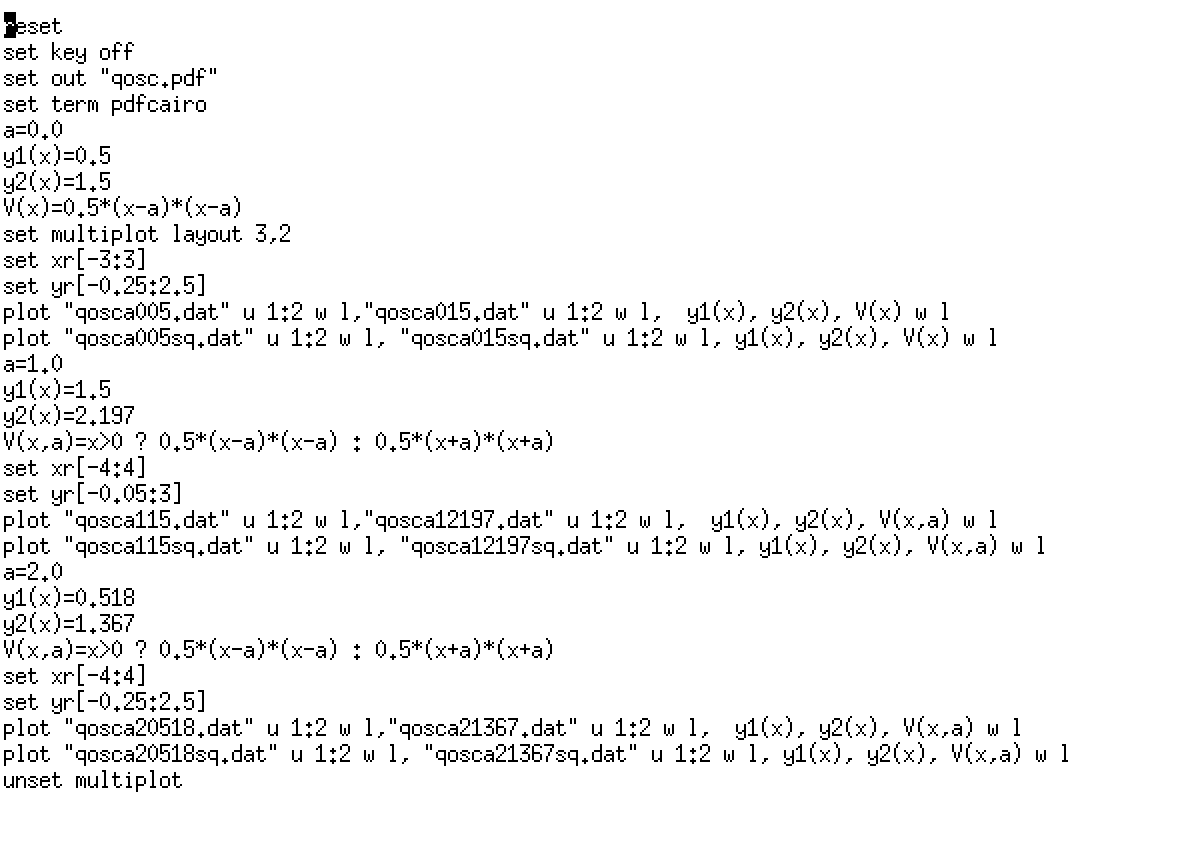 reset
set key off
set out "qosc.pdf"
set term pdfcairo
a=0.0
y1(x)=0.5
y2(x)=1.5
V(x)=0.5*(x-a)*(x-a)
set multiplot layout 3,2
set xr[-3:3]
set yr[-0.25:2.5]
plot "qosca005.dat" u 1:2 w l,"qosca015.dat" u 1:2 w l,  y1(x), y2(x), V(x) w l
plot "qosca005sq.dat" u 1:2 w l, "qosca015sq.dat" u 1:2 w l, y1(x), y2(x), V(x) w l
a=1.0
y1(x)=1.5
y2(x)=2.197
V(x,a)=x>0 ? 0.5*(x-a)*(x-a) : 0.5*(x+a)*(x+a)
set xr[-4:4]
set yr[-0.05:3]
plot "qosca115.dat" u 1:2 w l,"qosca12197.dat" u 1:2 w l,  y1(x), y2(x), V(x,a) w l
plot "qosca115sq.dat" u 1:2 w l, "qosca12197sq.dat" u 1:2 w l, y1(x), y2(x), V(x,a) w l
a=2.0
y1(x)=0.518
y2(x)=1.367
V(x,a)=x>0 ? 0.5*(x-a)*(x-a) : 0.5*(x+a)*(x+a)
set xr[-4:4]
set yr[-0.25:2.5]
plot "qosca20518.dat" u 1:2 w l,"qosca21367.dat" u 1:2 w l,  y1(x), y2(x), V(x,a) w l
plot "qosca20518sq.dat" u 1:2 w l, "qosca21367sq.dat" u 1:2 w l, y1(x), y2(x), V(x,a) w l
unset multiplot